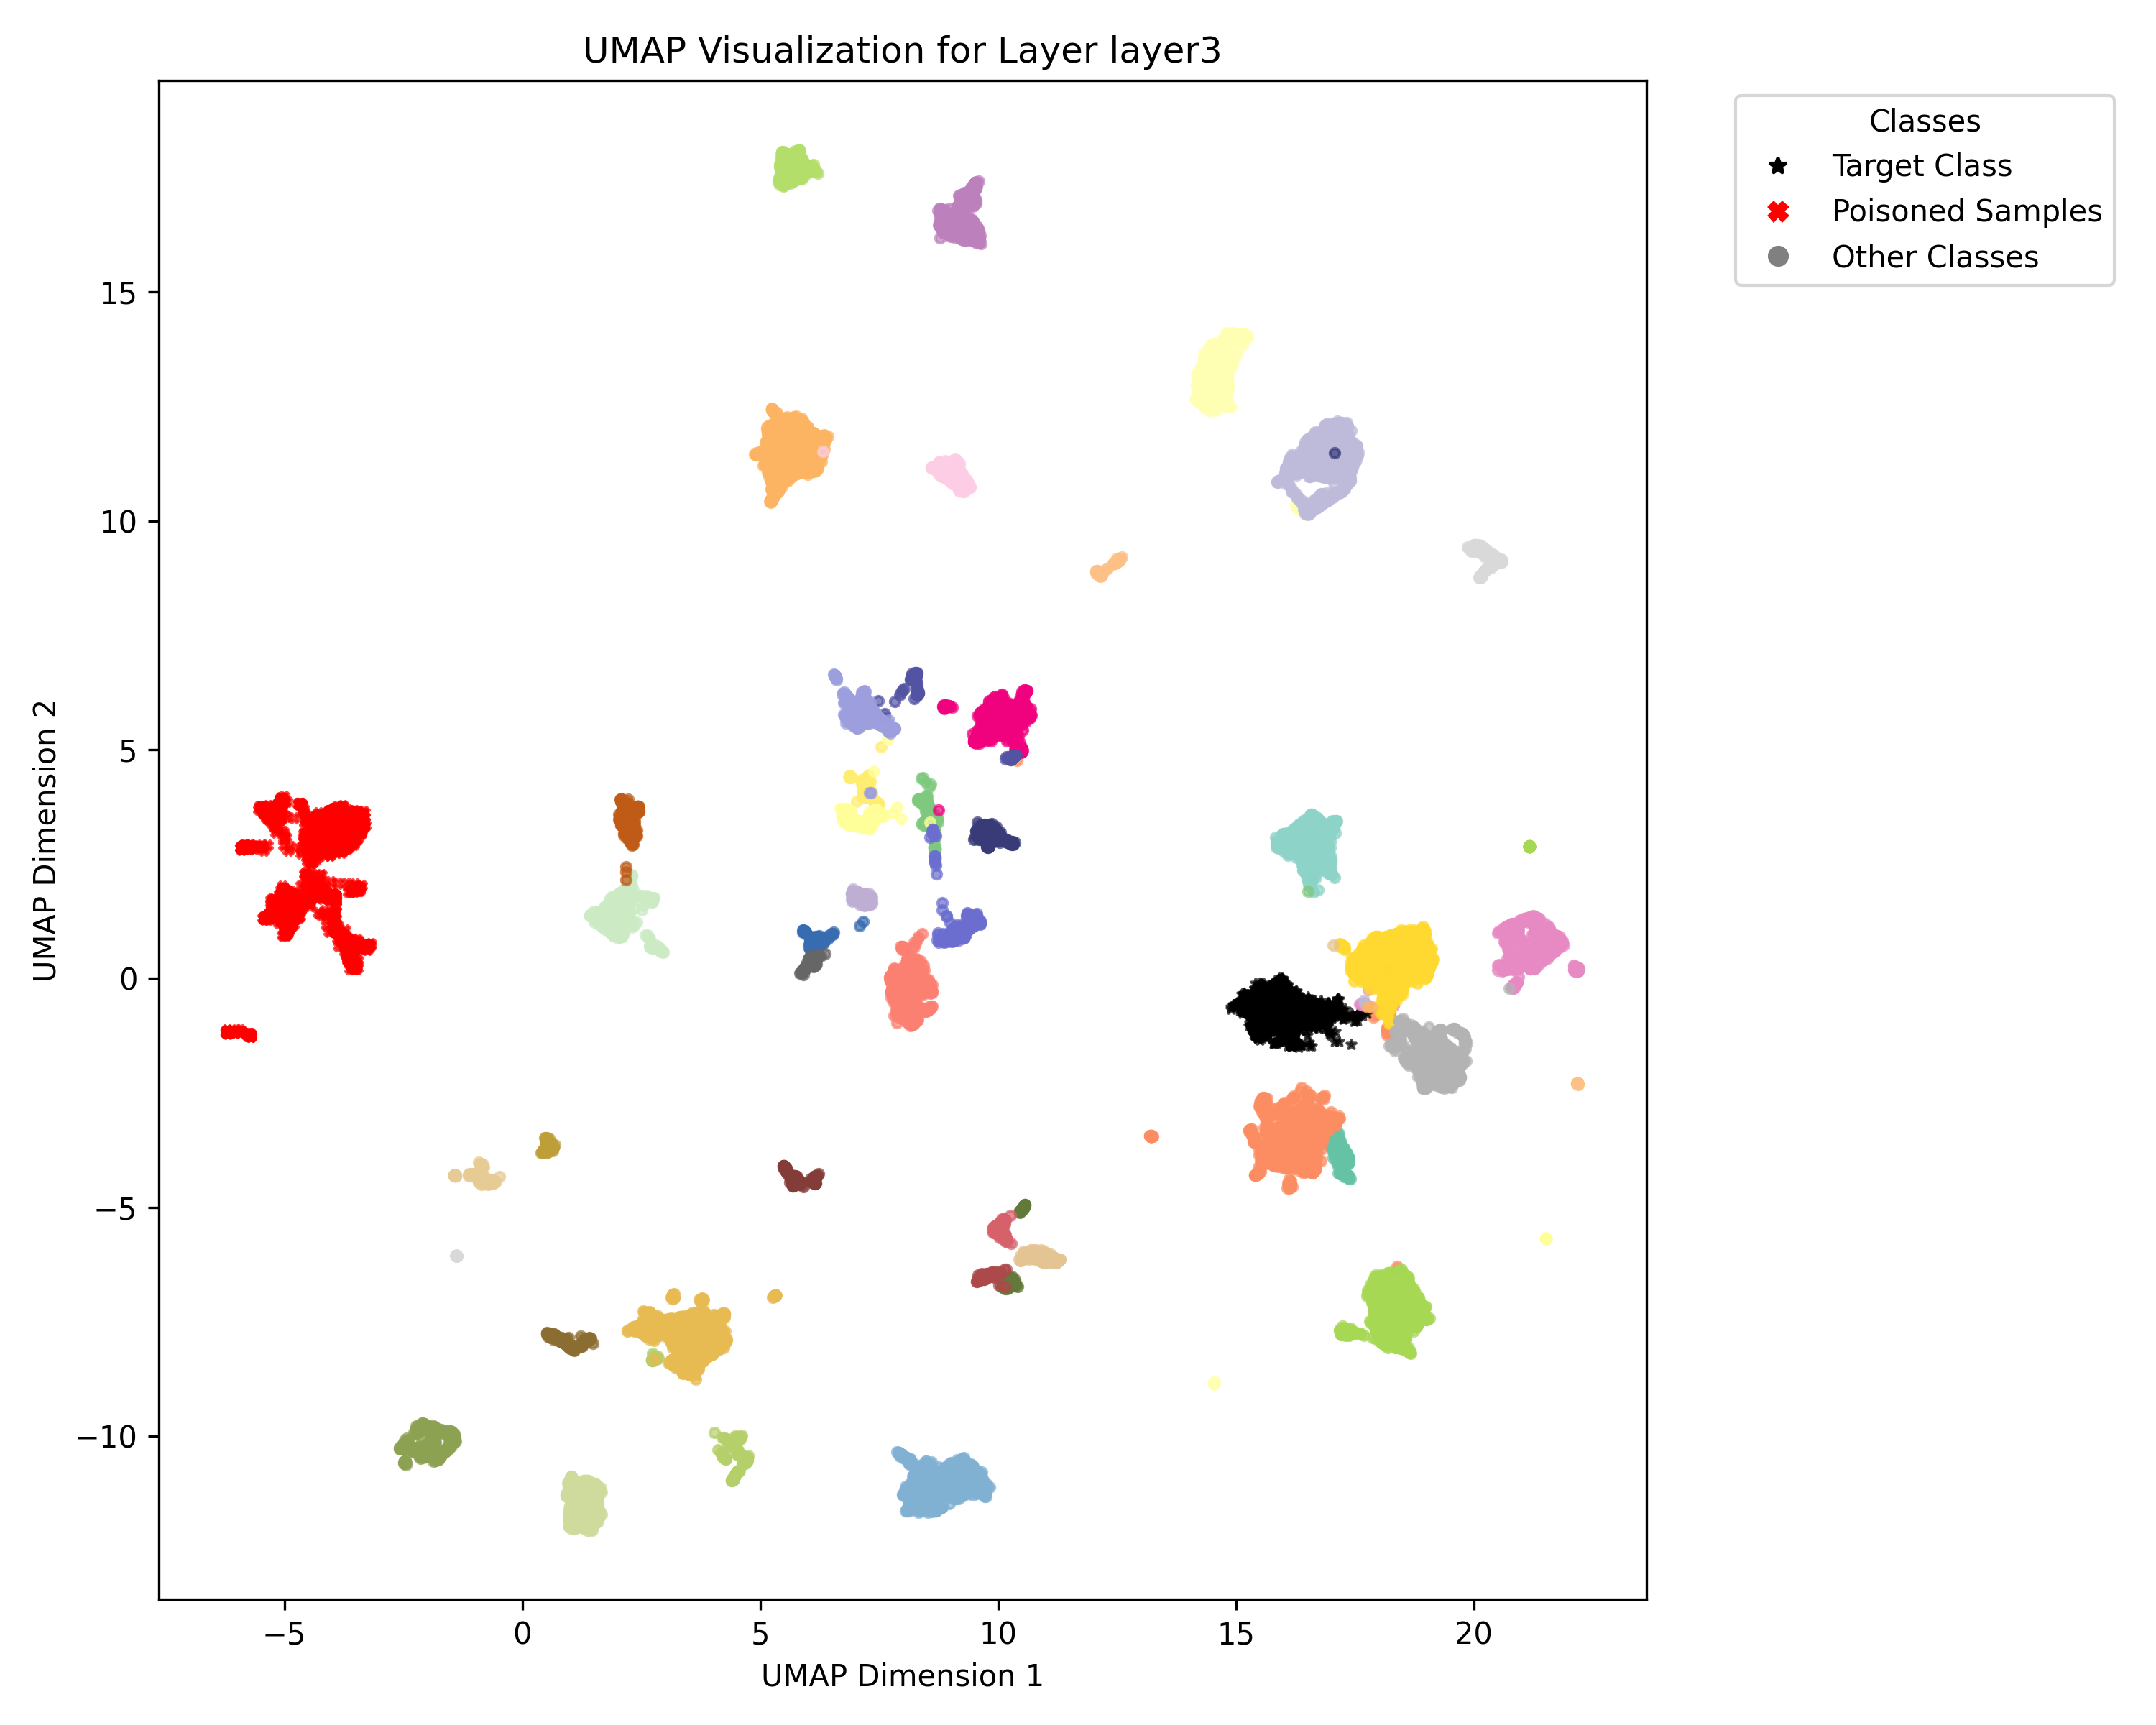 UMAP Visualization for Layer layer3
Classes
Target Class
Poisoned Samples
Other Classes
UMAP Dimension 2
15
10
5
0
−5
−10
−5
0
5
10
15
20
UMAP Dimension 1